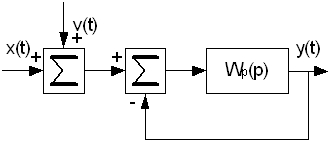 v(t)
x(t)
+
+
Σ
+
Σ
-
Wp(p)
y(t)